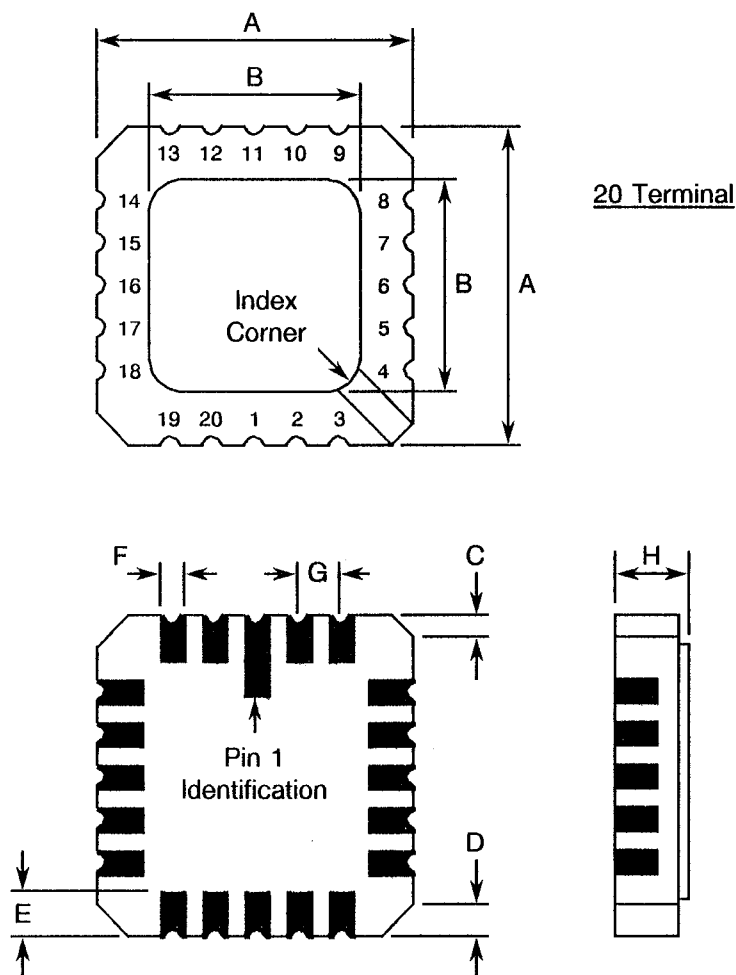 A
B
13 12 11 10 9
20 Terminal
14 8
15 7
16 6
17 5
18 4
Index
Corner
B
A
19 20 1 2 3
F
G
C
H
Pin 1
Identification
D
E